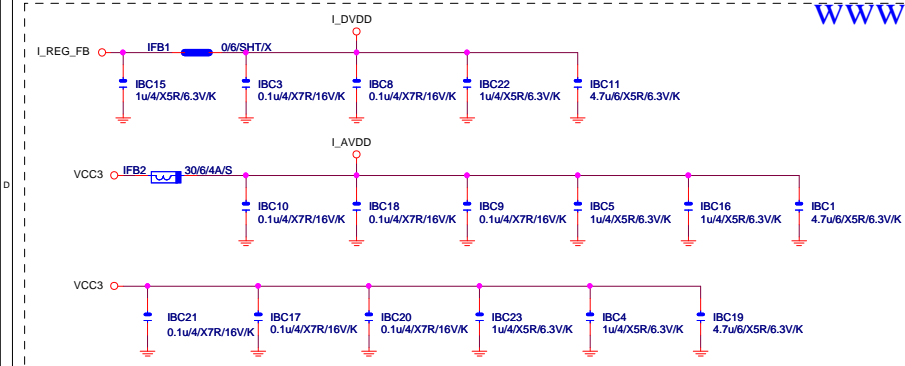 WWW
I_DVDD
I_REG_FB IFB1 0/6/SHT/X
IBC15 IBC3 IBC8 IBC22 IBC11
1u/4/X5R/6.3V/K 0.1u/4/X7R/16V/K 0.1u/4/X7R/16V/K 1u/4/X5R/6.3V/K 4.7u/6/X5R/6.3V/K
I_AVDD
VCC3 IFB2 30/6/4A/S
D
IBC10 IBC18 IBC9 IBC5 IBC16 IBC1
0.1u/4/X7R/16V/K 0.1u/4/X7R/16V/K 0.1u/4/X7R/16V/K 1u/4/X5R/6.3V/K 1u/4/X5R/6.3V/K 4.7u/6/X5R/6.3V/K
VCC3
IBC21 IBC17 IBC20 IBC23 IBC4 IBC19
0.1u/4/X7R/16V/K 0.1u/4/X7R/16V/K 0.1u/4/X7R/16V/K 1u/4/X5R/6.3V/K 1u/4/X5R/6.3V/K 4.7u/6/X5R/6.3V/K